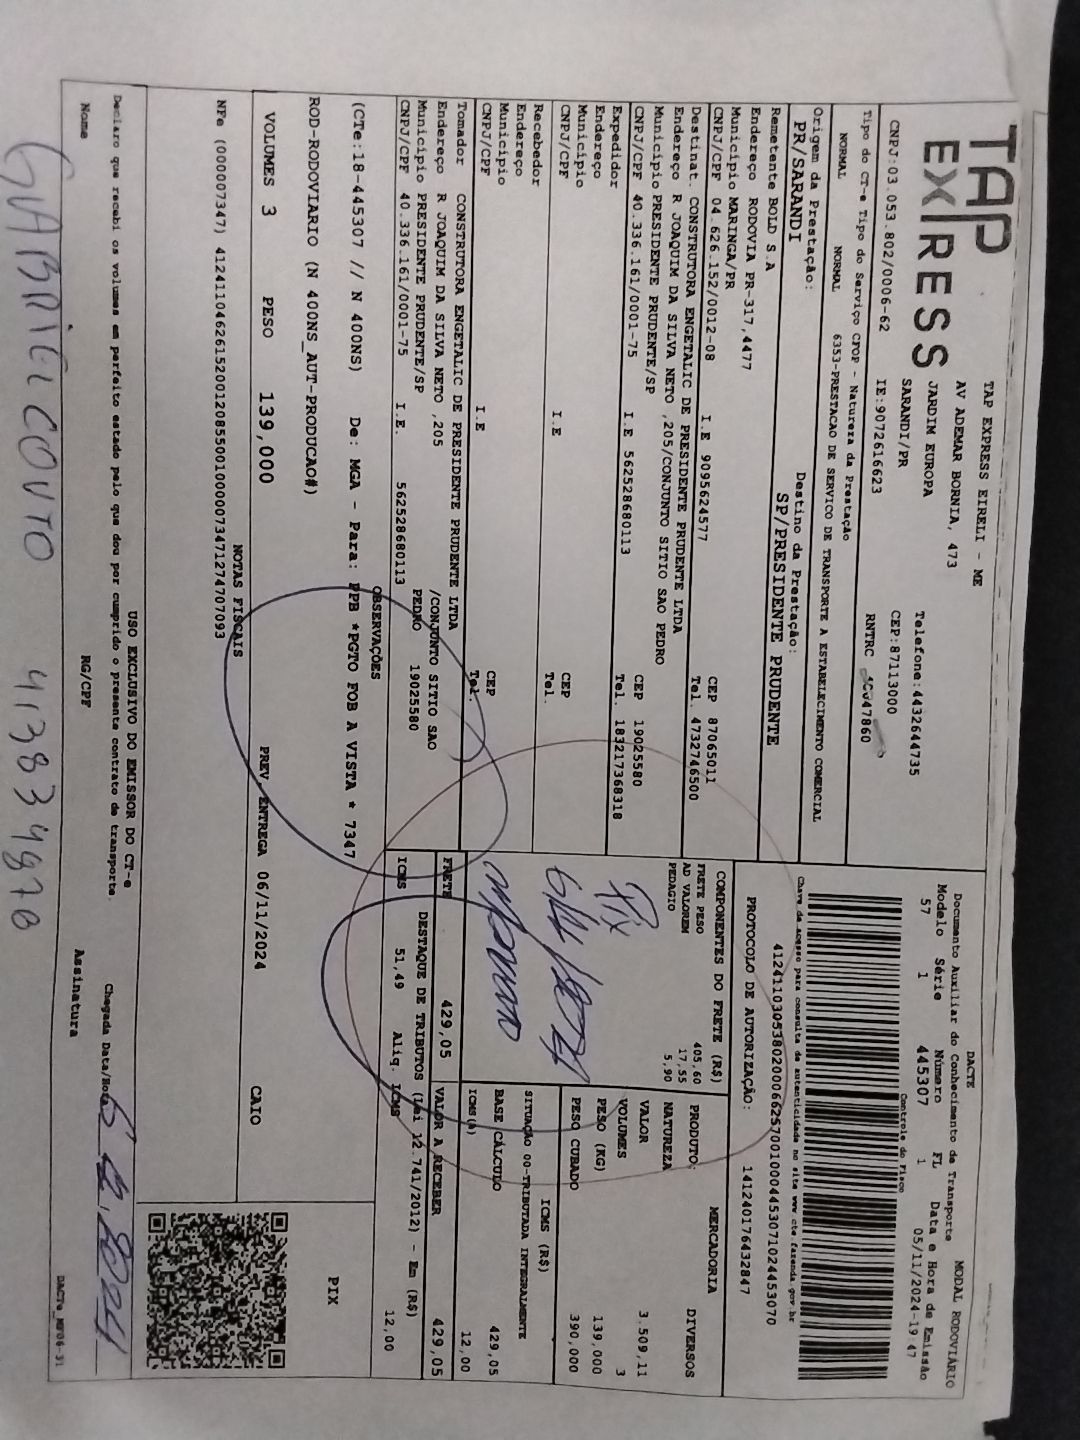 TAP
EXPRESS
TAP EXPRESS EIRELI - ME
AV ADEMAR BORNIA, 473
JARDIM EUROPA
SARANDI/PR
Telefone:4432644735
CEP:87113000
CNPJ:03.053.802/0006-62
IE:9072616623
RNTRC
Tipo do CT-e Tipo do Serviço CFOP - Natureza da Prestação
NORMAL NORMAL 6353-PRESTACAO DE SERVICO DE TRANSPORTE A ESTABELECIMENTO COMERCIAL
Origem da Prestação:
PR/SARANDI
Destino da Prestação:
SP/PRESIDENTE PRUDENTE
Remetente BOLD S.A
Endereço RODOVIA PR-317,4477
Município MARINGA/PR CEP 87065011
CNPJ/CPF 04.626.152/0012-08 I.E 9095624577 Tel. 4732746500
Destinat. CONSTRUTORA ENGETALIC DE PRESIDENTE PRUDENTE LTDA
Endereço R JOAQUIM DA SILVA NETO ,205/CONJUNTO SITIO SAO PEDRO
Município PRESIDENTE PRUDENTE/SP CEP 19025580
CNPJ/CPF 40.336.161/0001-75 I.E 562528680113 Tel. 183217368318
Expedidor
Endereço
Município CEP
CNPJ/CPF I.E Tel.
Recebedor
Endereço
Município CEP
CNPJ/CPF I.E Tel.
Tomador CONSTRUTORA ENGETALIC DE PRESIDENTE PRUDENTE LTDA
Endereço R JOAQUIM DA SILVA NETO ,205 /CONJUNTO SITIO SAO PEDRO
Município PRESIDENTE PRUDENTE/SP 19025580
CNPJ/CPF 40.336.161/0001-75 I.E. 562528680113
OBSERVAÇÕES
(CTe:18-445307 // N 400NS) De: MGA - Para: PPB *PGTO FOB A VISTA * 7347
ROD-RODOVIARIO (N 400NS_AUT-PRODUCAO#)
VOLUMES 3 PESO 139,000 PREV. ENTREGA 06/11/2024 CAIO
NOTAS FISCAIS
NFe (000007347) 41241104626152001208550010000073471274707093
DACTE
Documento Auxiliar do Conhecimento de Transporte MODAL RODOVIÁRIO
Modelo Série Número FL Data e Hora de Emissão
57 1 445307 1 05/11/2024-19:47
Controle do Fisco
Chave de acesso para consulta de autenticidade no site www.cte.fazenda.gov.br
41241103053802000662570010004453071024453070
PROTOCOLO DE AUTORIZAÇÃO: 141240176432847
COMPONENTES DO FRETE (R$)
FRETE PESO 405,60
AD VALOREM 17,55
PEDAGIO 5,90
Pix
MERCADORIA
PRODUTO: DIVERSOS
NATUREZA
VALOR 3.509,11
VOLUMES 3
PESO (KG) 139,000
PESO CUBADO 390,000
ICMS (R$)
SITUAÇÃO 00-TRIBUTADA INTEGRALMENTE
BASE CÁLCULO 429,05
ICMS(%) 12,00
FRETE 429,05 VALOR A RECEBER 429,05
DESTAQUE DE TRIBUTOS (Lei 12.741/2012) - Em (R$)
ICMS 51,49 Aliq. ICMS 12,00
PIX
USO EXCLUSIVO DO EMISSOR DO CT-e
Declaro que recebi os volumes em perfeito estado pelo que dou por cumprido o presente contrato de transporte.
Chegada Data/Hora
Nome RG/CPF Assinatura
GABRIEL COUTO
DACTe_MF06-31